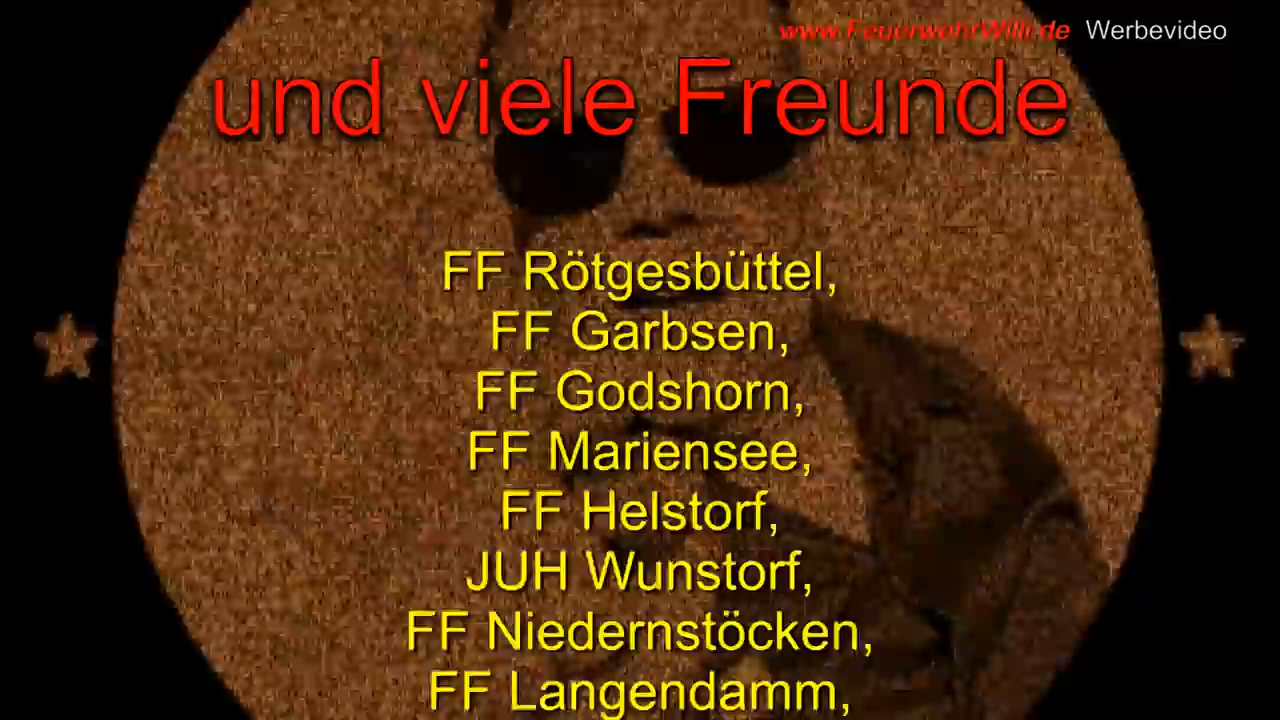 www.FeuerwehrWilli.de Werbevideo
und viele Freunde
FF Rötgesbüttel,
FF Garbsen,
FF Godshorn,
FF Mariensee,
FF Helstorf,
JUH Wunstorf,
FF Niedernstöcken,
FF Langendamm,